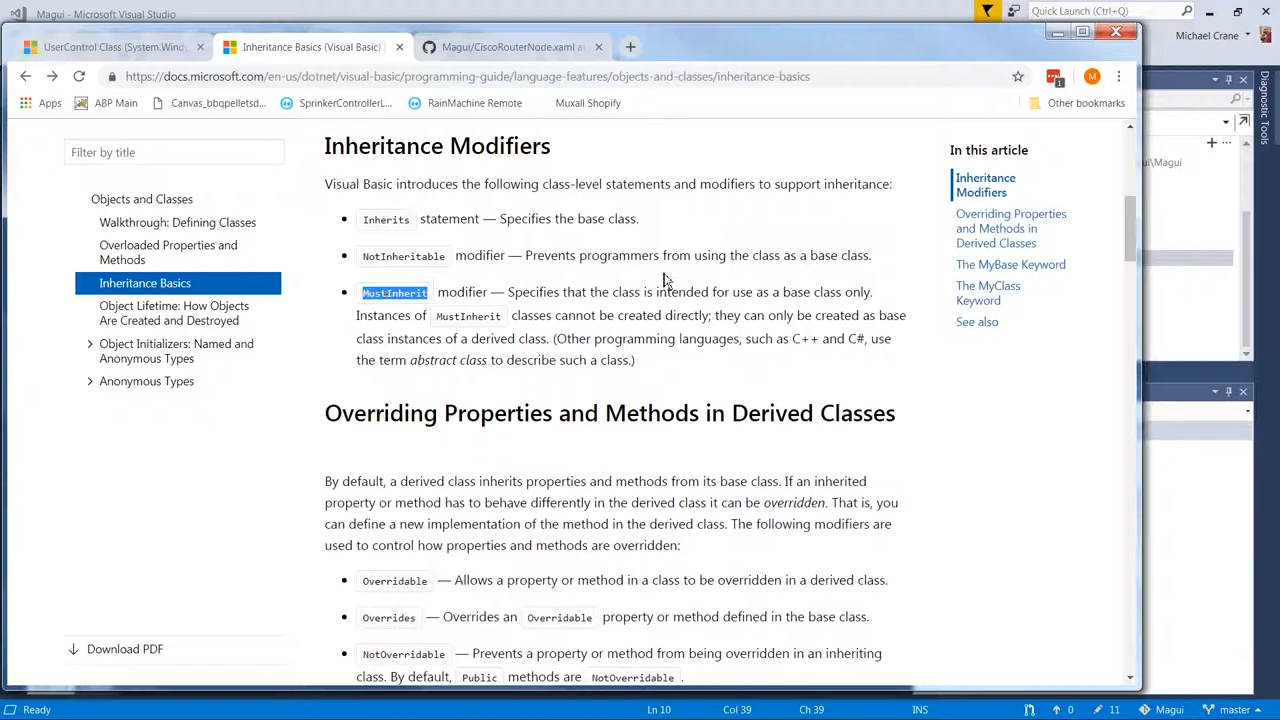 Magui - Microsoft Visual Studio
Quick Launch (Ctrl+Q)
UserControl Class (System.Wind
Inheritance Basics (Visual Basic)
Magui/CiscoRouterNode.xaml a
Michael Crane
https://docs.microsoft.com/en-us/dotnet/visual-basic/programming-guide/language-features/objects-and-classes/inheritance-basics
1
M
Apps
ABP Main
Canvas_bbqpelletsd...
SprinkerControllerL...
RainMachine Remote
Muxall Shopify
Other bookmarks
Diagnostic Tools
Filter by title
Objects and Classes
Walkthrough: Defining Classes
Overloaded Properties and
Methods
Inheritance Basics
Object Lifetime: How Objects
Are Created and Destroyed
Object Initializers: Named and
Anonymous Types
Anonymous Types
Download PDF
Inheritance Modifiers
Visual Basic introduces the following class-level statements and modifiers to support inheritance:
• Inherits statement — Specifies the base class.
• NotInheritable modifier — Prevents programmers from using the class as a base class.
• MustInherit modifier — Specifies that the class is intended for use as a base class only.
Instances of MustInherit classes cannot be created directly; they can only be created as base
class instances of a derived class. (Other programming languages, such as C++ and C#, use
the term abstract class to describe such a class.)
Overriding Properties and Methods in Derived Classes
By default, a derived class inherits properties and methods from its base class. If an inherited
property or method has to behave differently in the derived class it can be overridden. That is, you
can define a new implementation of the method in the derived class. The following modifiers are
used to control how properties and methods are overridden:
• Overridable — Allows a property or method in a class to be overridden in a derived class.
• Overrides — Overrides an Overridable property or method defined in the base class.
• NotOverridable — Prevents a property or method from being overridden in an inheriting
class. By default, Public methods are NotOverridable .
In this article
Inheritance
Modifiers
Overriding Properties
and Methods in
Derived Classes
The MyBase Keyword
The MyClass
Keyword
See also
ui\Magui
Ready
Ln 10
Col 39
Ch 39
INS
0
11
Magui
master